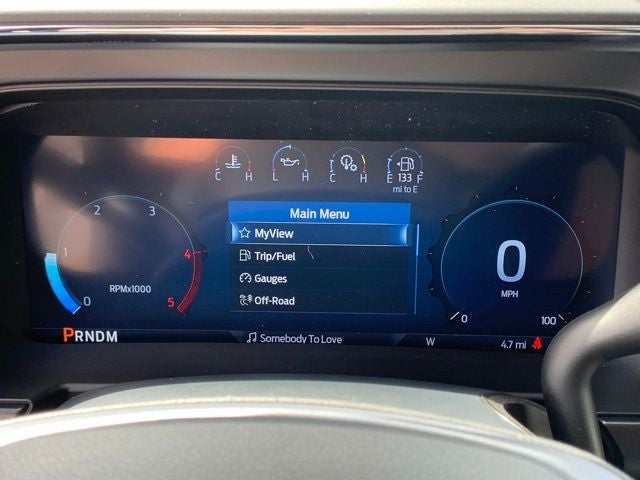 C H L H C H E 133 F
mi to E
Main Menu
MyView
Trip/Fuel
Gauges
Off-Road
0 1 2 3 4 5
RPMx1000
0
MPH
0 100
PRNDM
Somebody To Love
W
4.7 mi